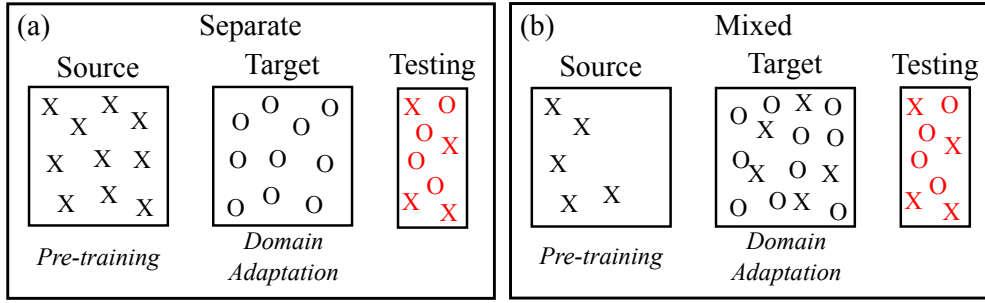 (a)
Separate
Source
X X X X
X X X
X X X
Pre-training
Target
O O O O
O O O
O O O
Domain
Adaptation
Testing
X O
O X
O
O
X X
(b)
Mixed
Source
X
X
X
X X
Pre-training
Target
O O X O
X O O
O X O X
O O X O
Domain
Adaptation
Testing
X O
O X
O
O
X X